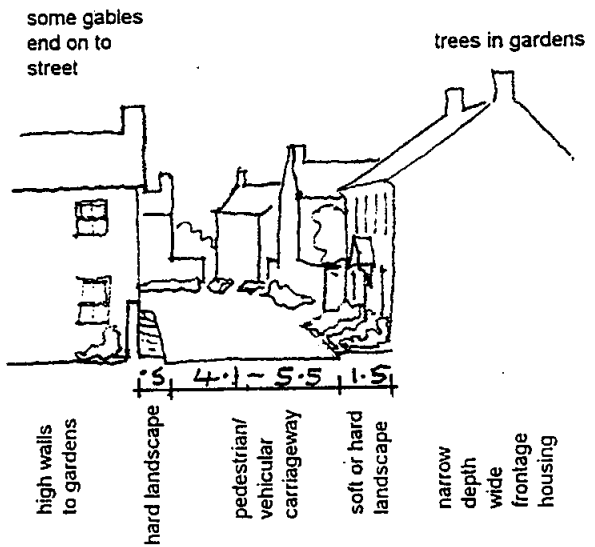 some gables
end on to
street
trees in gardens
.5 4.1 - 5.5 1.5
high walls
to gardens
hard landscape
pedestrian/
vehicular
carriageway
soft or hard
landscape
narrow
depth
wide
frontage
housing